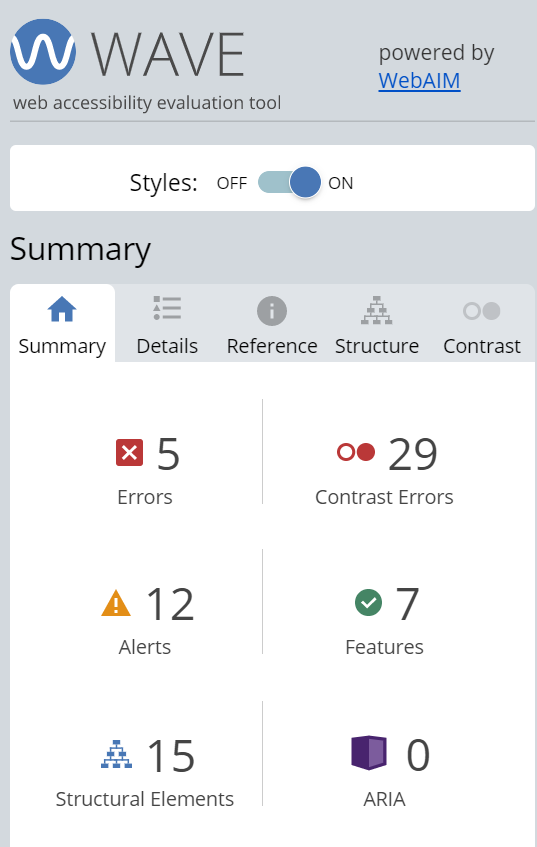 WAVE
web accessibility evaluation tool
powered by
WebAIM
Styles: OFF ON
Summary
Summary Details Reference Structure Contrast
5 29
Errors Contrast Errors
12 7
Alerts Features
15 0
Structural Elements ARIA